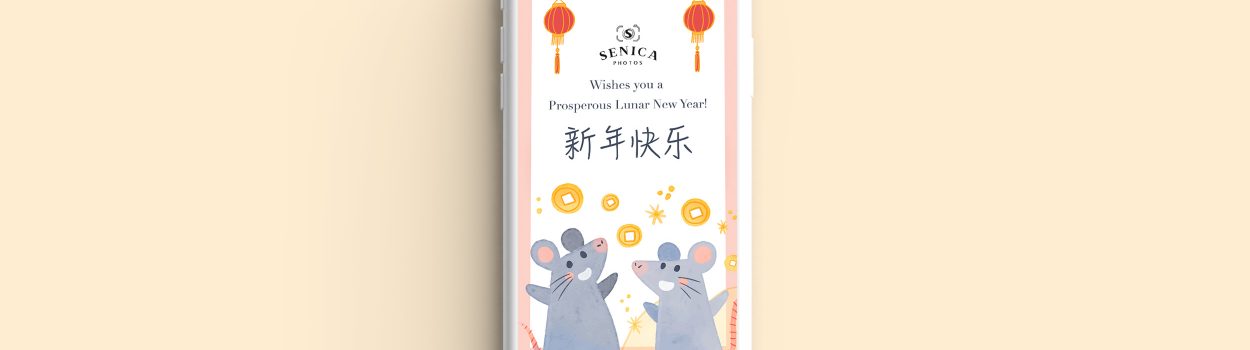 S
SENICA
PHOTOS
Wishes you a
Prosperous Lunar New Year!
新年快乐